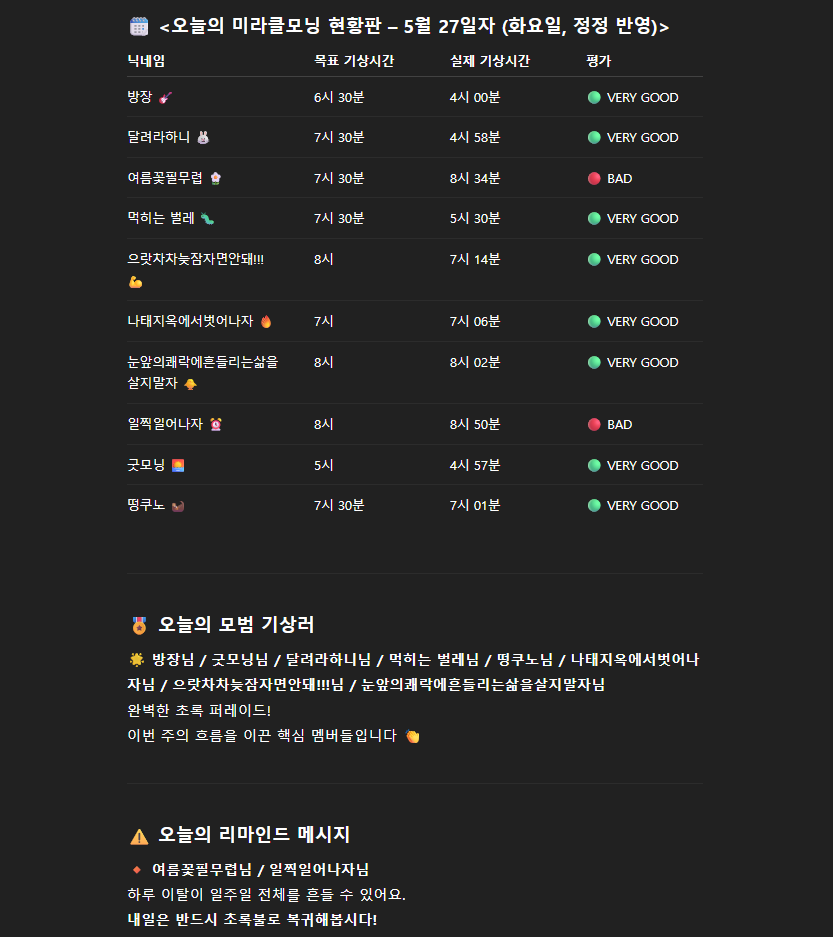 🗓️ <오늘의 미라클모닝 현황판 – 5월 27일자 (화요일, 정정 반영)>
닉네임 목표 기상시간 실제 기상시간 평가
방장 🎸 6시 30분 4시 00분 🟢 VERY GOOD
달려라하니 🐰 7시 30분 4시 58분 🟢 VERY GOOD
여름꽃필무렵 🌼 7시 30분 8시 34분 🔴 BAD
먹히는 벌레 🐛 7시 30분 5시 30분 🟢 VERY GOOD
으랏차차늦잠자면안돼!!! 8시 7시 14분 🟢 VERY GOOD
💪
나태지옥에서벗어나자 🔥 7시 7시 06분 🟢 VERY GOOD
눈앞의쾌락에흔들리는삶을 8시 8시 02분 🟢 VERY GOOD
살지말자 🐥
일찍일어나자 ⏰ 8시 8시 50분 🔴 BAD
굿모닝 🌅 5시 4시 57분 🟢 VERY GOOD
떵쿠노 🦦 7시 30분 7시 01분 🟢 VERY GOOD
🏅 오늘의 모범 기상러
🌟 방장님 / 굿모닝님 / 달려라하니님 / 먹히는 벌레님 / 떵쿠노님 / 나태지옥에서벗어나
자님 / 으랏차차늦잠자면안돼!!!님 / 눈앞의쾌락에흔들리는삶을살지말자님
완벽한 초록 퍼레이드!
이번 주의 흐름을 이끈 핵심 멤버들입니다 👏
⚠️ 오늘의 리마인드 메시지
🔸 여름꽃필무렵님 / 일찍일어나자님
하루 이탈이 일주일 전체를 흔들 수 있어요.
내일은 반드시 초록불로 복귀해봅시다!